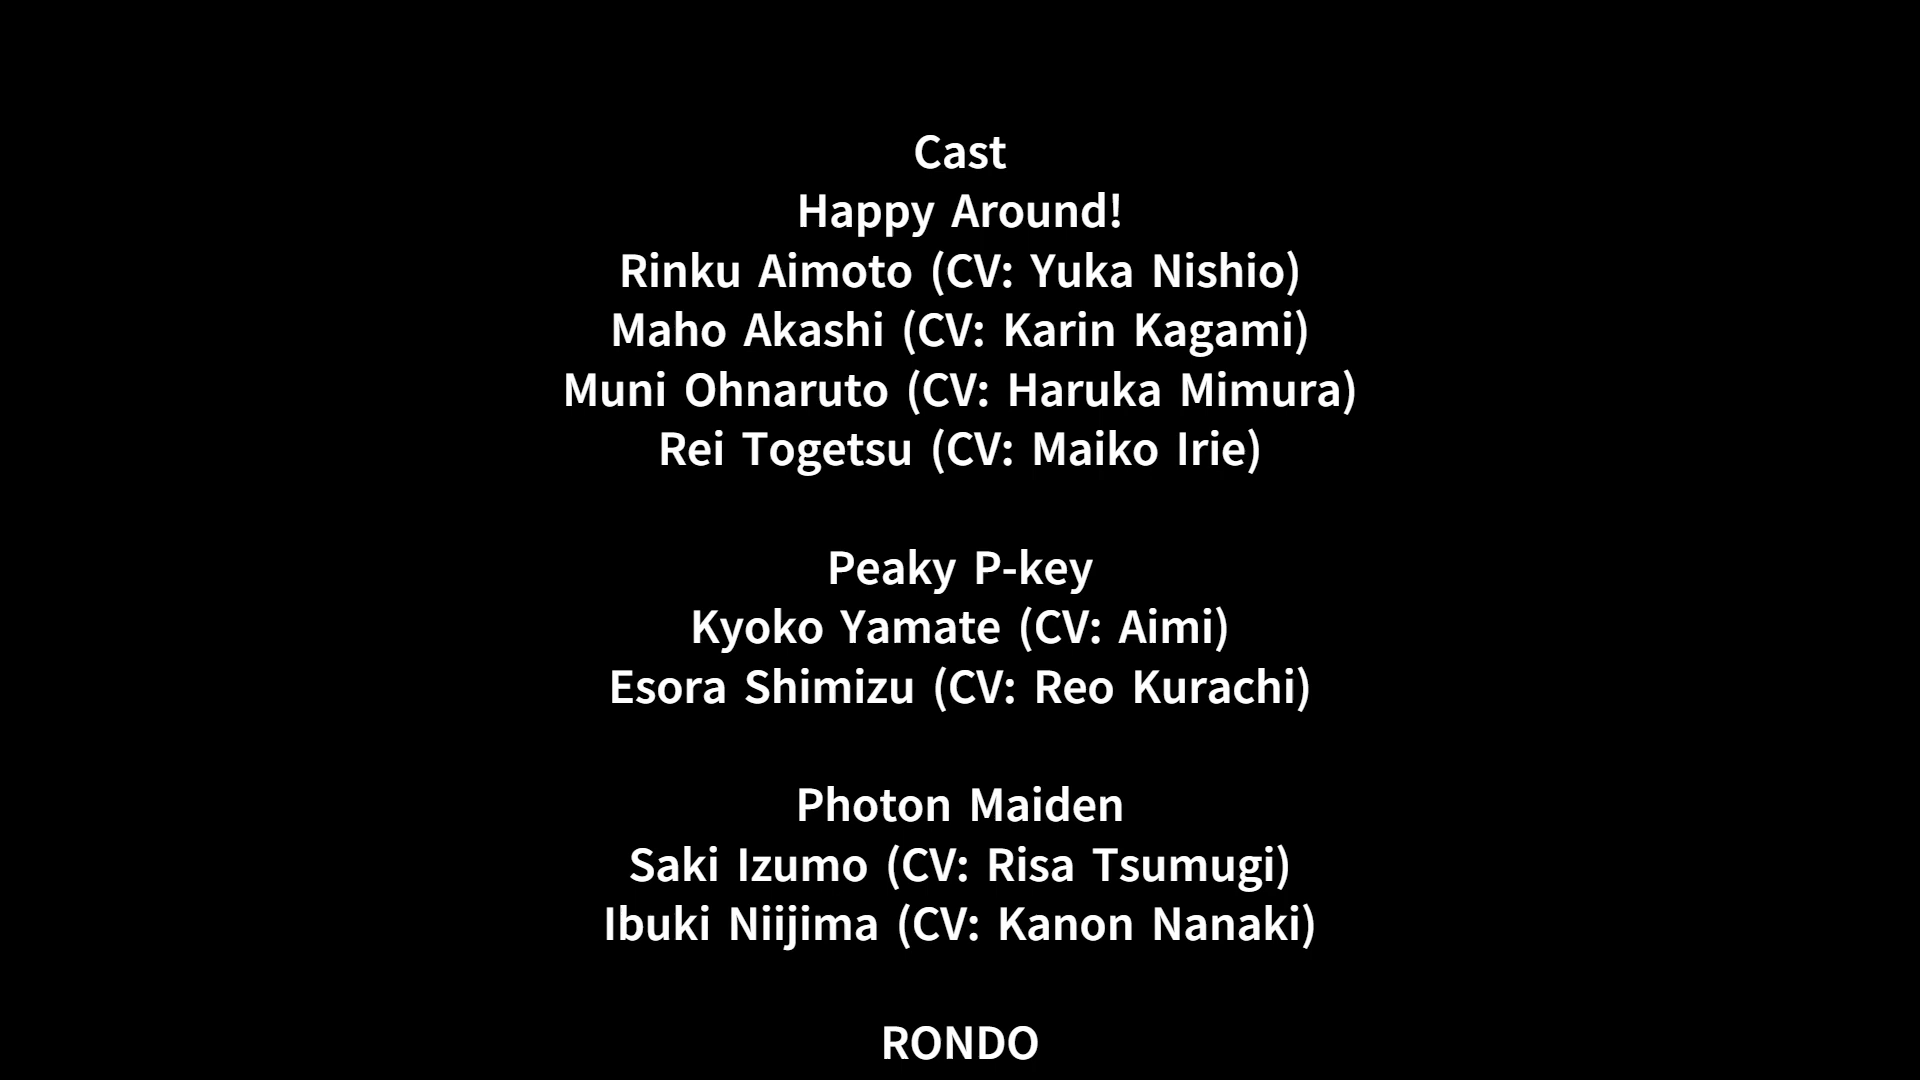 Cast
Happy Around!
Rinku Aimoto (CV: Yuka Nishio)
Maho Akashi (CV: Karin Kagami)
Muni Ohnaruto (CV: Haruka Mimura)
Rei Togetsu (CV: Maiko Irie)
Peaky P-key
Kyoko Yamate (CV: Aimi)
Esora Shimizu (CV: Reo Kurachi)
Photon Maiden
Saki Izumo (CV: Risa Tsumugi)
Ibuki Niijima (CV: Kanon Nanaki)
RONDO